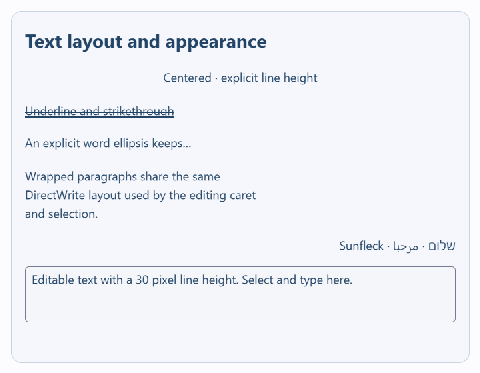 Text layout and appearance
Centered · explicit line height
Underline and strikethrough
An explicit word ellipsis keeps...
Wrapped paragraphs share the same
DirectWrite layout used by the editing caret
and selection.
שלום · مرحبا · Sunfleck
Editable text with a 30 pixel line height. Select and type here.